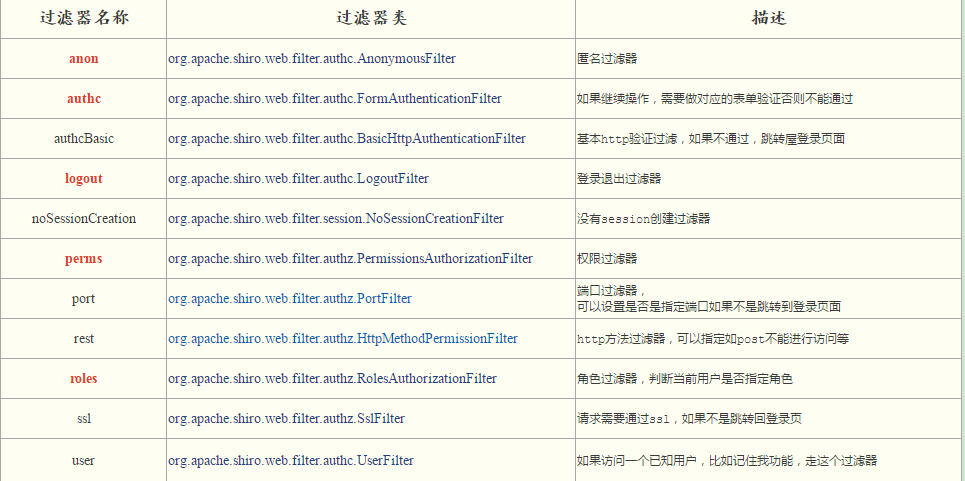 过滤器名称 过滤器类 描述
anon org.apache.shiro.web.filter.authc.AnonymousFilter 匿名过滤器
authc org.apache.shiro.web.filter.authc.FormAuthenticationFilter 如果继续操作，需要做对应的表单验证否则不能通过
authcBasic org.apache.shiro.web.filter.authc.BasicHttpAuthenticationFilter 基本http验证过滤，如果不通过，跳转屋登录页面
logout org.apache.shiro.web.filter.authc.LogoutFilter 登录退出过滤器
noSessionCreation org.apache.shiro.web.filter.session.NoSessionCreationFilter 没有session创建过滤器
perms org.apache.shiro.web.filter.authz.PermissionsAuthorizationFilter 权限过滤器
port org.apache.shiro.web.filter.authz.PortFilter 端口过滤器，
可以设置是否是指定端口如果不是跳转到登录页面
rest org.apache.shiro.web.filter.authz.HttpMethodPermissionFilter http方法过滤器，可以指定如post不能进行访问等
roles org.apache.shiro.web.filter.authz.RolesAuthorizationFilter 角色过滤器，判断当前用户是否指定角色
ssl org.apache.shiro.web.filter.authz.SslFilter 请求需要通过ssl，如果不是跳转回登录页
user org.apache.shiro.web.filter.authc.UserFilter 如果访问一个已知用户，比如记住我功能，走这个过滤器